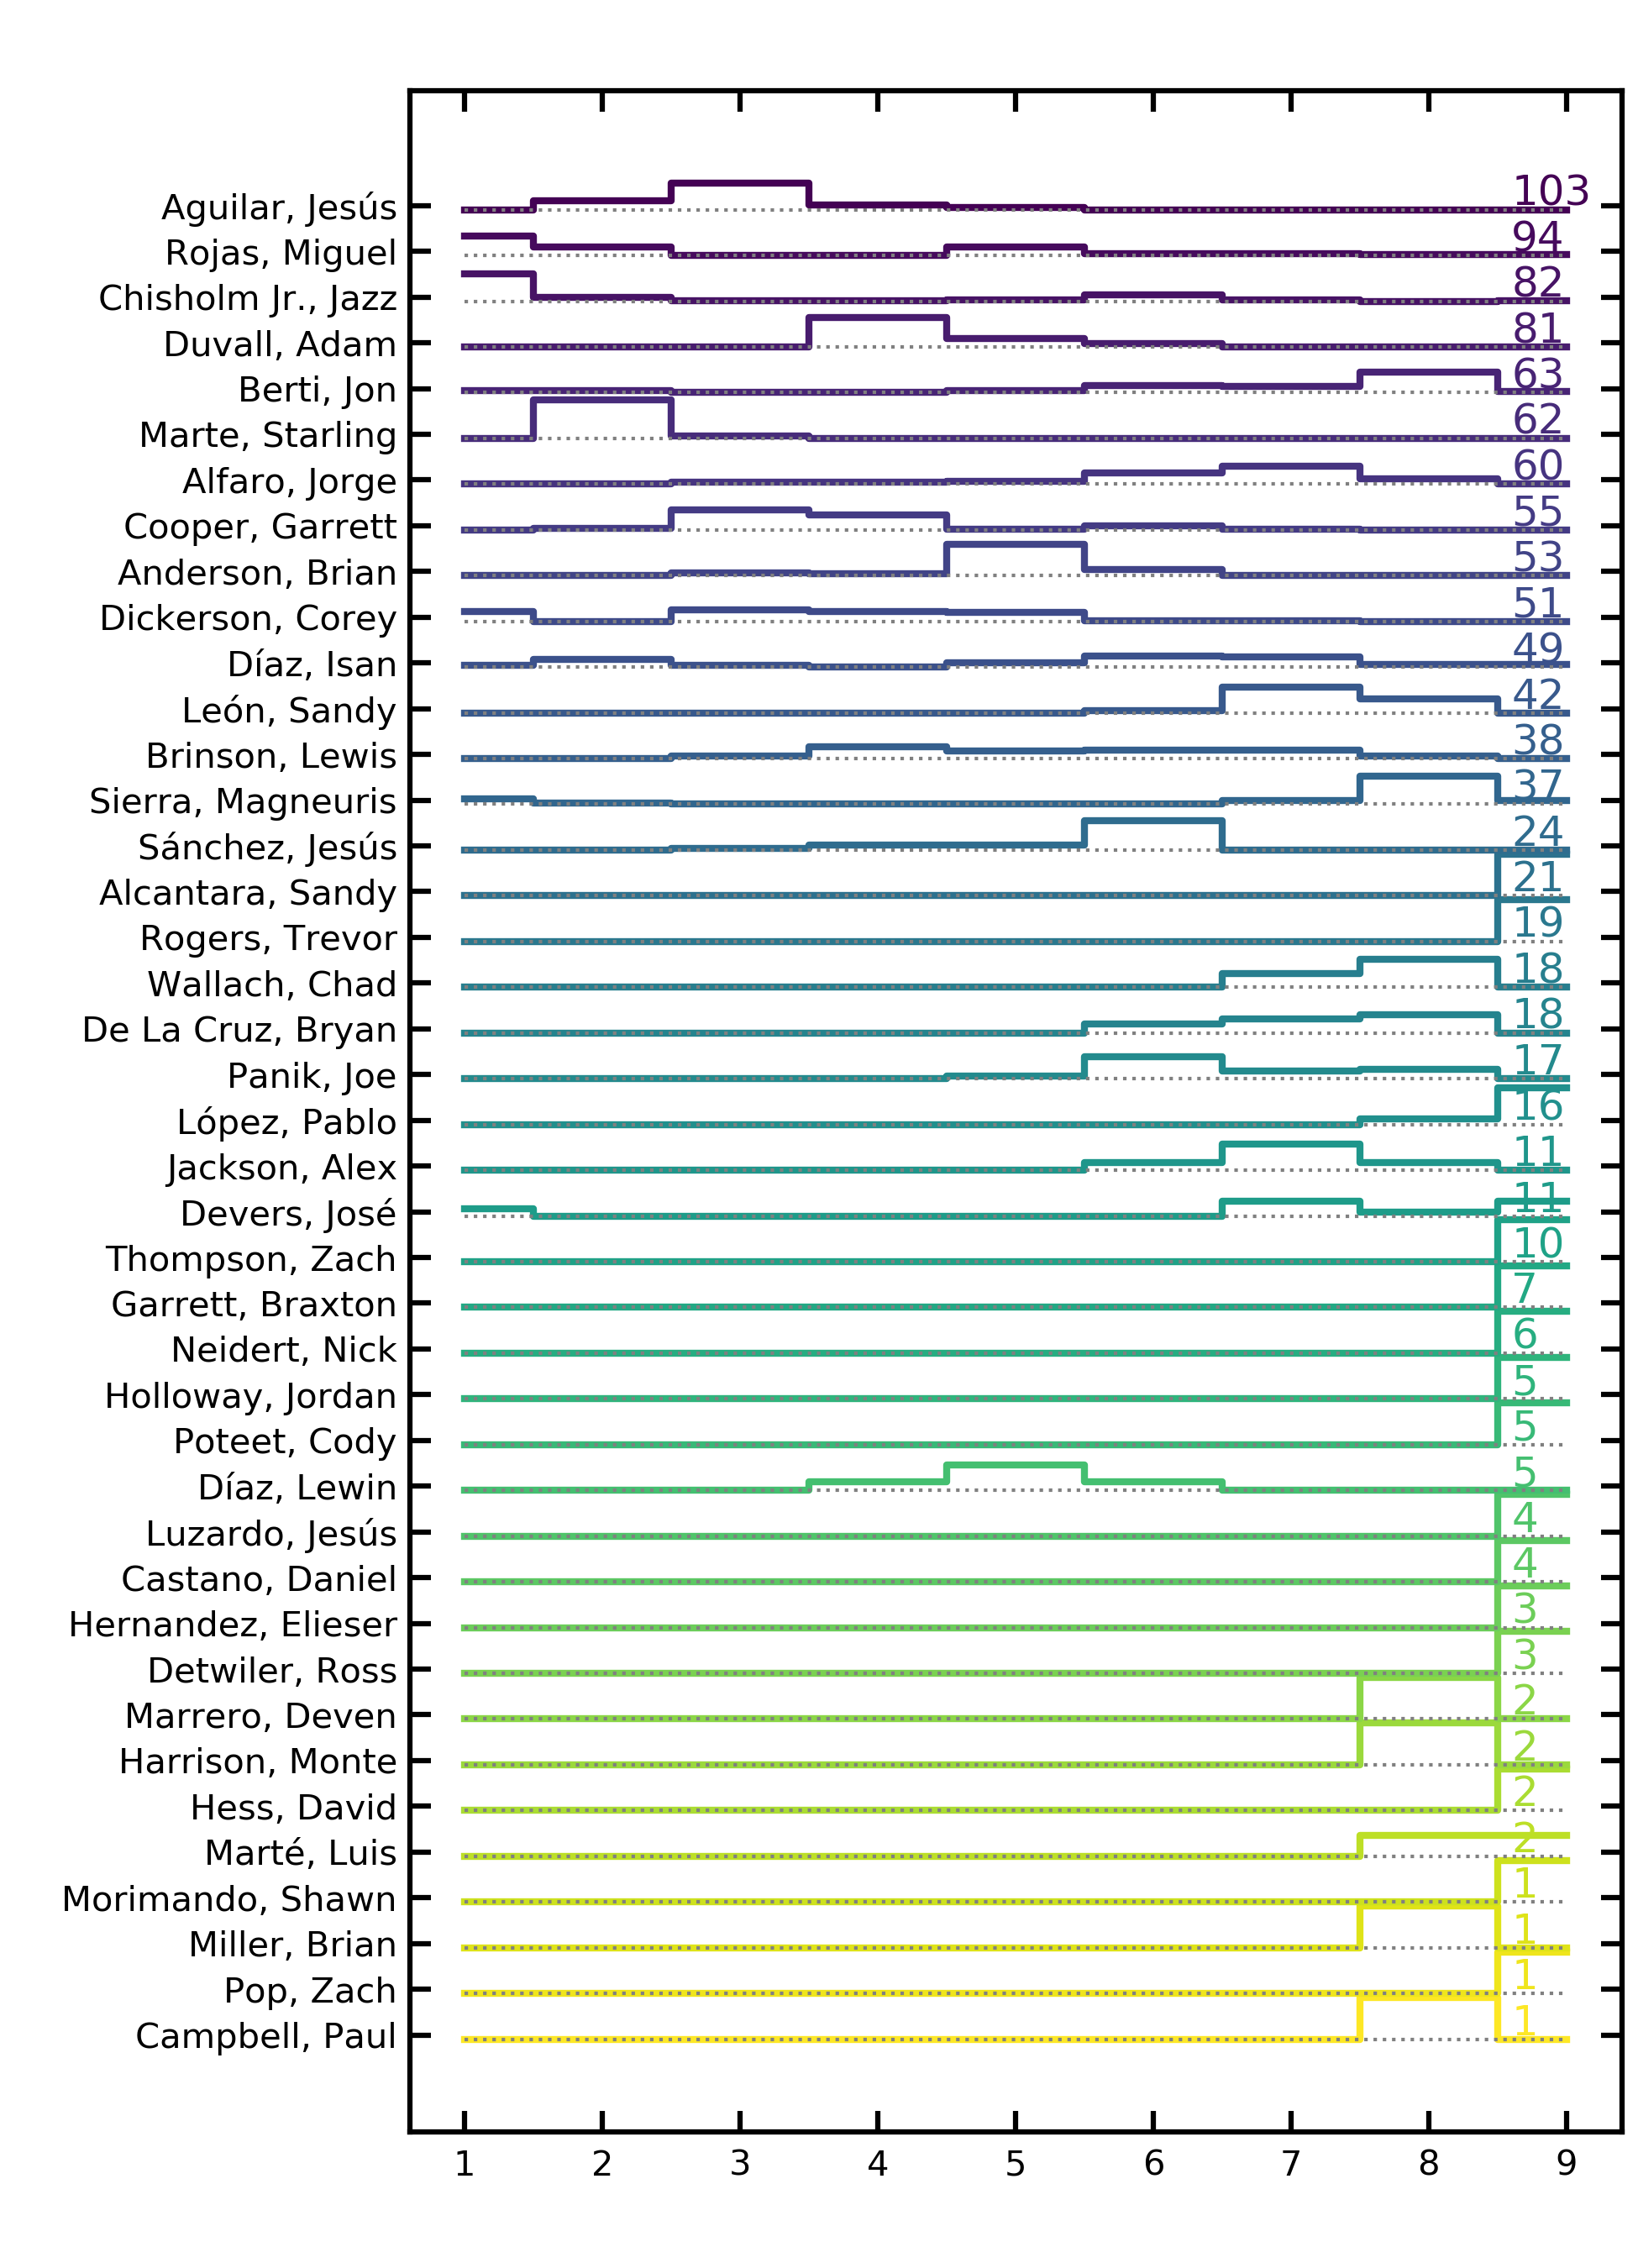 Aguilar, Jesús 103
Rojas, Miguel 94
Chisholm Jr., Jazz 82
Duvall, Adam 81
Berti, Jon 63
Marte, Starling 62
Alfaro, Jorge 60
Cooper, Garrett 55
Anderson, Brian 53
Dickerson, Corey 51
Díaz, Isan 49
León, Sandy 42
Brinson, Lewis 38
Sierra, Magneuris 37
Sánchez, Jesús 24
Alcantara, Sandy 21
Rogers, Trevor 19
Wallach, Chad 18
De La Cruz, Bryan 18
Panik, Joe 17
López, Pablo 16
Jackson, Alex 11
Devers, José 11
Thompson, Zach 10
Garrett, Braxton 7
Neidert, Nick 6
Holloway, Jordan 5
Poteet, Cody 5
Díaz, Lewin 5
Luzardo, Jesús 4
Castano, Daniel 4
Hernandez, Elieser 3
Detwiler, Ross 3
Marrero, Deven 2
Harrison, Monte 2
Hess, David 2
Marté, Luis 2
Morimando, Shawn 1
Miller, Brian 1
Pop, Zach 1
Campbell, Paul 1
1 2 3 4 5 6 7 8 9